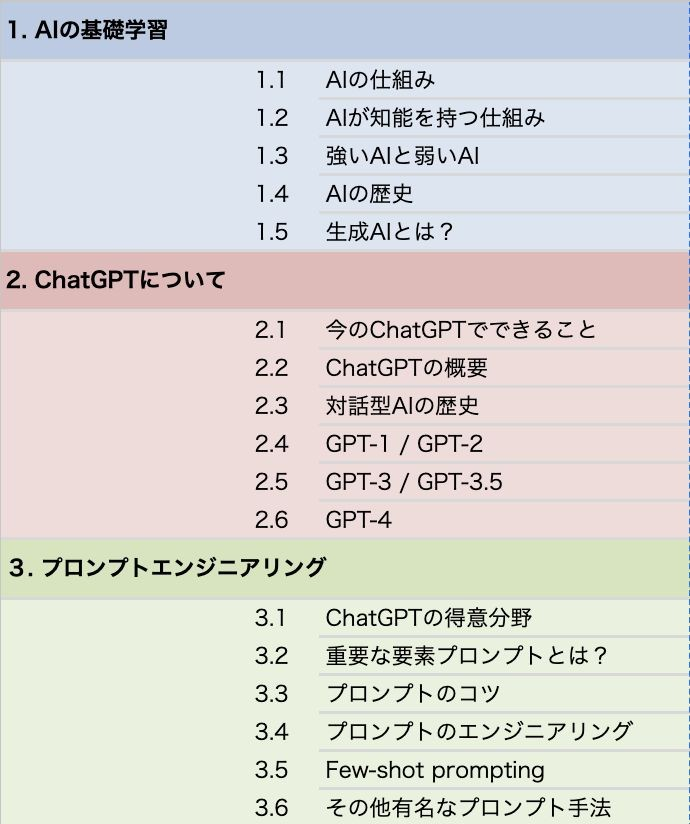 1. AIの基礎学習
1.1 AIの仕組み
1.2 AIが知能を持つ仕組み
1.3 強いAIと弱いAI
1.4 AIの歴史
1.5 生成AIとは？
2. ChatGPTについて
2.1 今のChatGPTでできること
2.2 ChatGPTの概要
2.3 対話型AIの歴史
2.4 GPT-1 / GPT-2
2.5 GPT-3 / GPT-3.5
2.6 GPT-4
３. プロンプトエンジニアリング
3.1 ChatGPTの得意分野
3.2 重要な要素プロンプトとは？
3.3 プロンプトのコツ
3.4 プロンプトのエンジニアリング
3.5 Few-shot prompting
3.6 その他有名なプロンプト手法